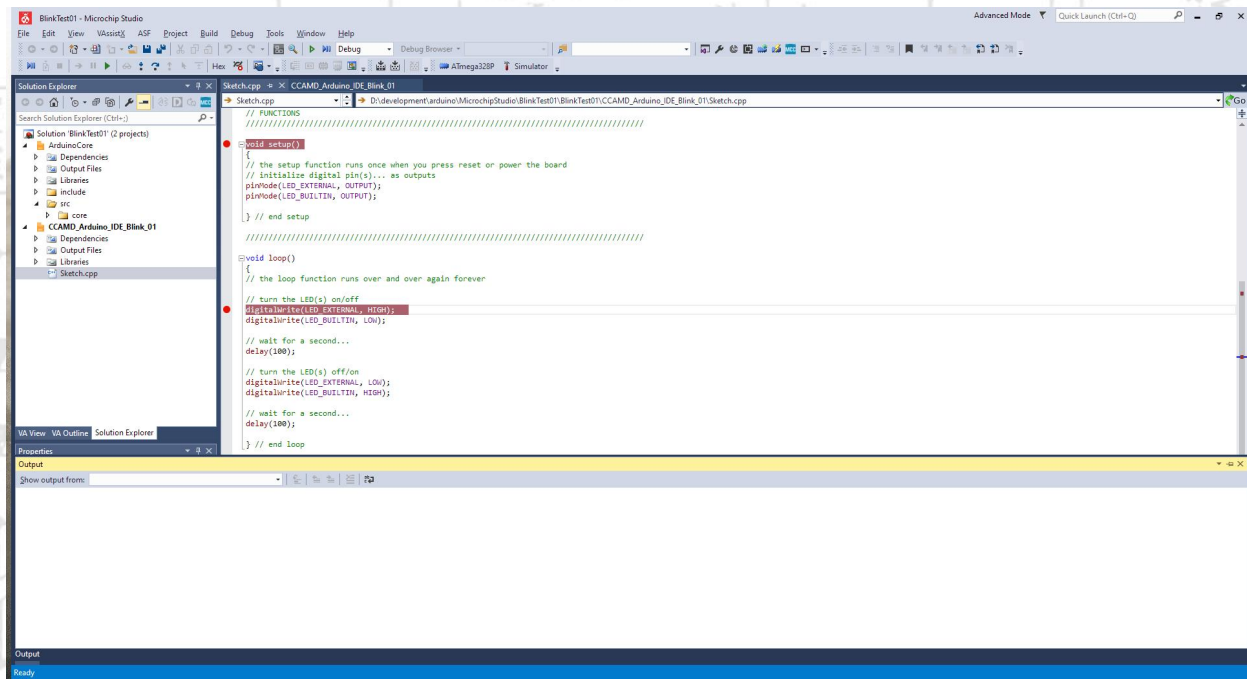 BlinkTest01 - Microchip Studio
Advanced Mode
Quick Launch (Ctrl+Q)
File Edit View VAssistX ASF Project Build Debug Tools Window Help
Debug
Debug Browser
Hex
ATmega328P
Simulator
Solution Explorer
Search Solution Explorer (Ctrl+;)
Solution 'BlinkTest01' (2 projects)
ArduinoCore
Dependencies
Output Files
Libraries
include
src
core
CCAMD_Arduino_IDE_Blink_01
Dependencies
Output Files
Libraries
Sketch.cpp
VA View VA Outline Solution Explorer
Properties
Sketch.cpp CCAMD_Arduino_IDE_Blink_01
Sketch.cpp
D:\development\arduino\MicrochipStudio\BlinkTest01\BlinkTest01\CCAMD_Arduino_IDE_Blink_01\Sketch.cpp
Go
// FUNCTIONS
////////////////////////////////////////////////////////////////////////////////////////
void setup()
{
// the setup function runs once when you press reset or power the board
// initialize digital pin(s)... as outputs
pinMode(LED_EXTERNAL, OUTPUT);
pinMode(LED_BUILTIN, OUTPUT);
} // end setup
////////////////////////////////////////////////////////////////////////////////////////
void loop()
{
// the loop function runs over and over again forever
// turn the LED(s) on/off
digitalWrite(LED_EXTERNAL, HIGH);
digitalWrite(LED_BUILTIN, LOW);
// wait for a second...
delay(100);
// turn the LED(s) off/on
digitalWrite(LED_EXTERNAL, LOW);
digitalWrite(LED_BUILTIN, HIGH);
// wait for a second...
delay(100);
} // end loop
Output
Show output from:
Output
Ready